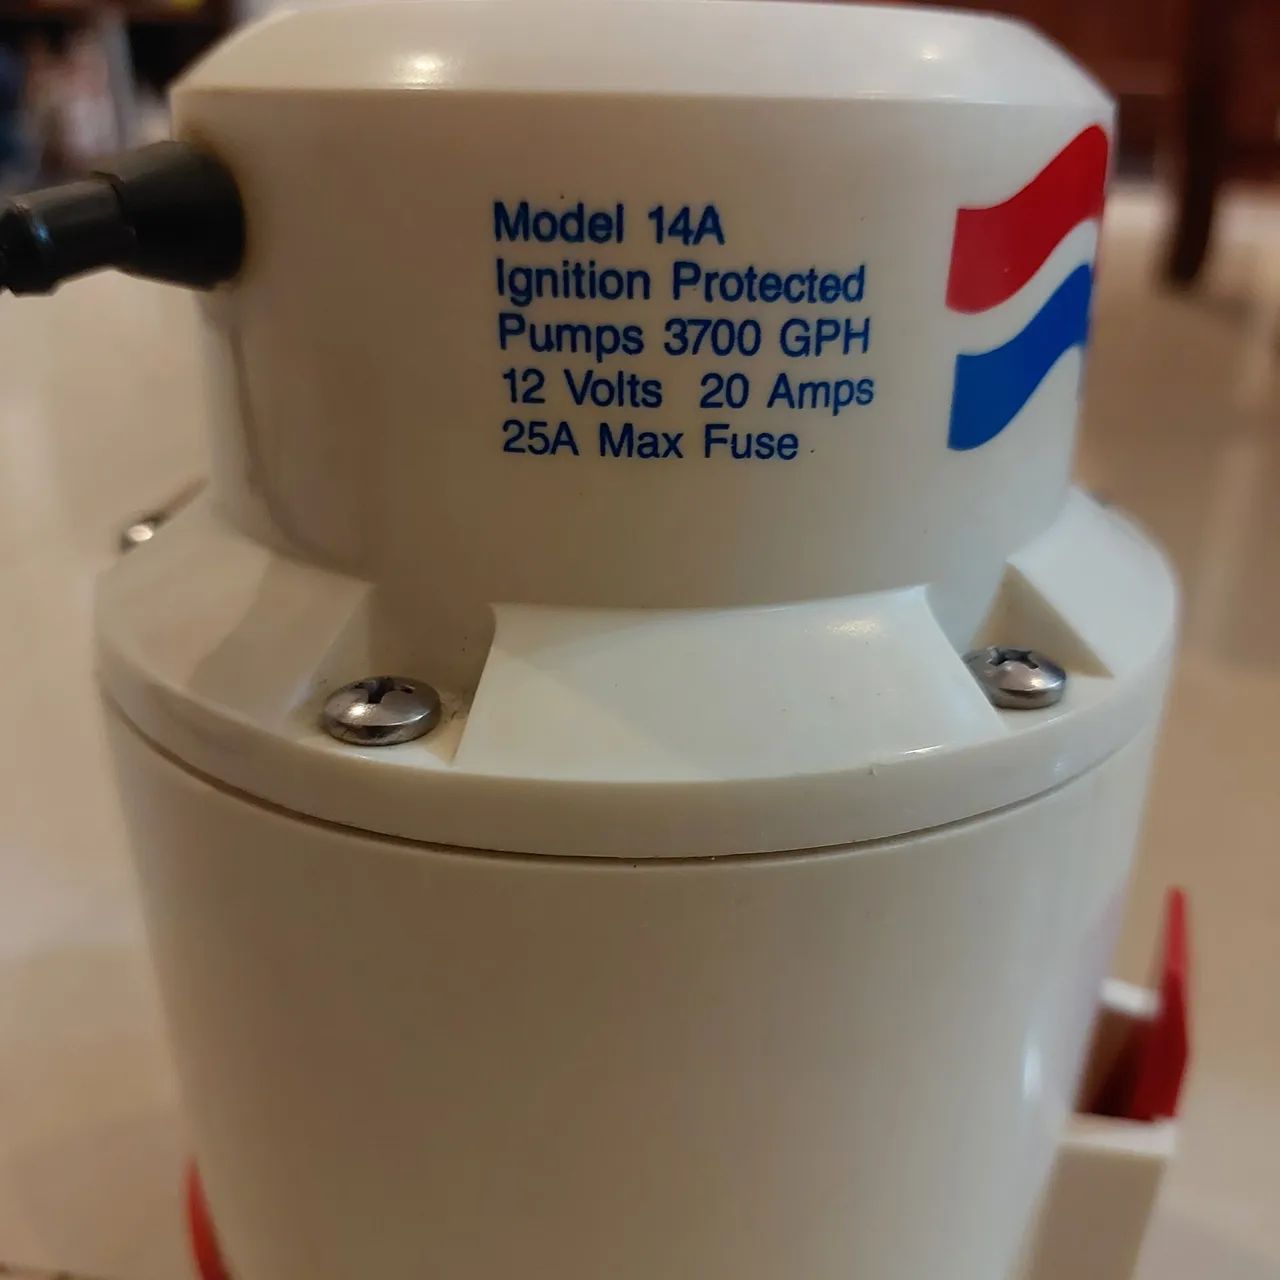 Model 14A
Ignition Protected
Pumps 3700 GPH
12 Volts 20 Amps
25A Max Fuse